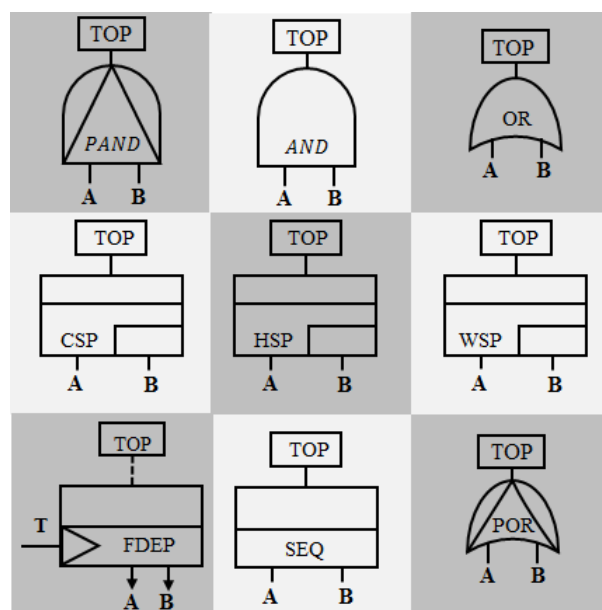 TOP
PAND
A B
TOP
AND
A B
TOP
OR
A B
TOP
CSP
A B
TOP
HSP
A B
TOP
WSP
A B
TOP
T
FDEP
A B
TOP
SEQ
A B
TOP
POR
A B